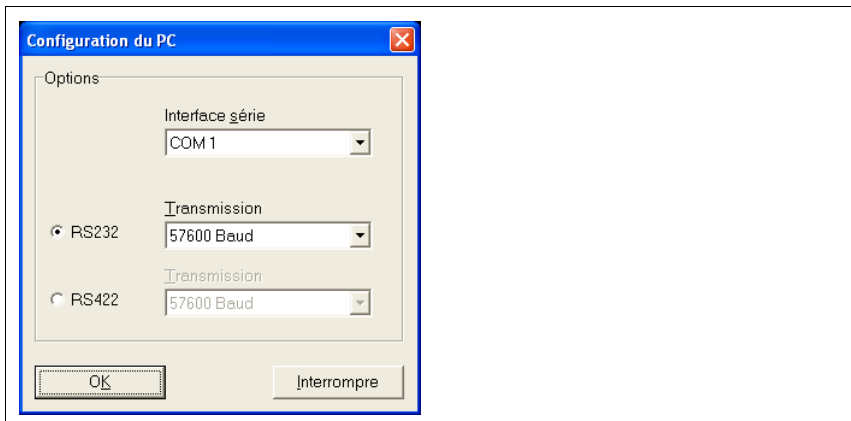 Configuration du PC
Options
Interface série
COM 1
Transmission
RS232
57600 Baud
Transmission
RS422
57600 Baud
OK
Interrompre